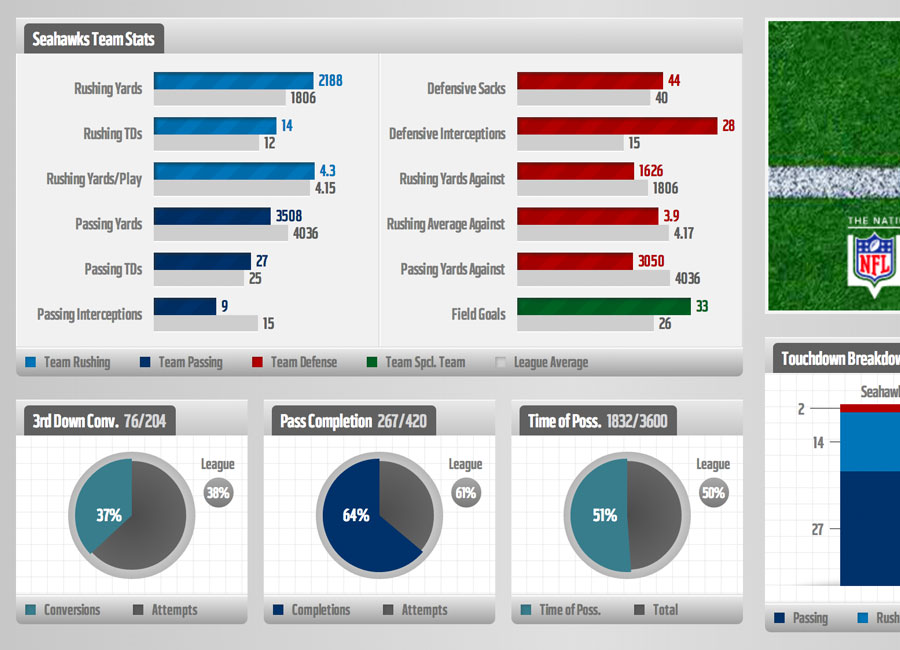 Seahawks Team Stats
Rushing Yards 2188
1806
Rushing TDs 14
12
Rushing Yards/Play 4.3
4.15
Passing Yards 3508
4036
Passing TDs 27
25
Passing Interceptions 9
15
Defensive Sacks 44
40
Defensive Interceptions 28
15
Rushing Yards Against 1626
1806
Rushing Average Against 3.9
4.17
Passing Yards Against 3050
4036
Field Goals 33
26
Team Rushing Team Passing Team Defense Team Spcl. Team League Average
THE NATI
NFL
3rd Down Conv. 76/204
League
38%
37%
Conversions Attempts
Pass Completion 267/420
League
61%
64%
Completions Attempts
Time of Poss. 1832/3600
League
50%
51%
Time of Poss. Total
Touchdown Breakdow
Seahawk
2
14
27
Passing Rush